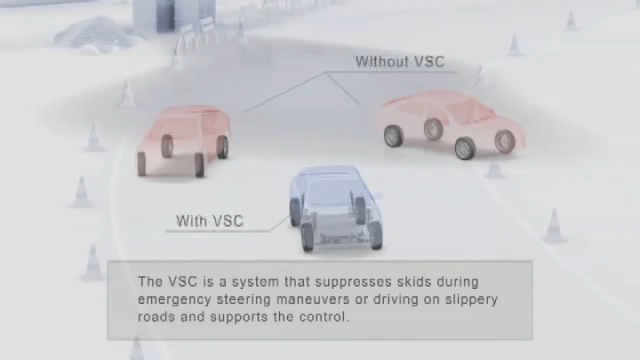 Without VSC
With VSC
The VSC is a system that suppresses skids during
emergency steering maneuvers or driving on slippery
roads and supports the control.